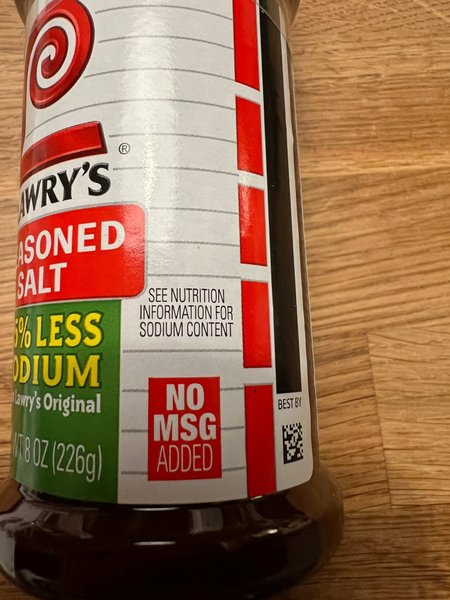 AWRY'S®
ASONED
SALT
5% LESS
ODIUM
Lawry's Original
WT 8 OZ (226g)
SEE NUTRITION
INFORMATION FOR
SODIUM CONTENT
NO
MSG
ADDED
BEST BY